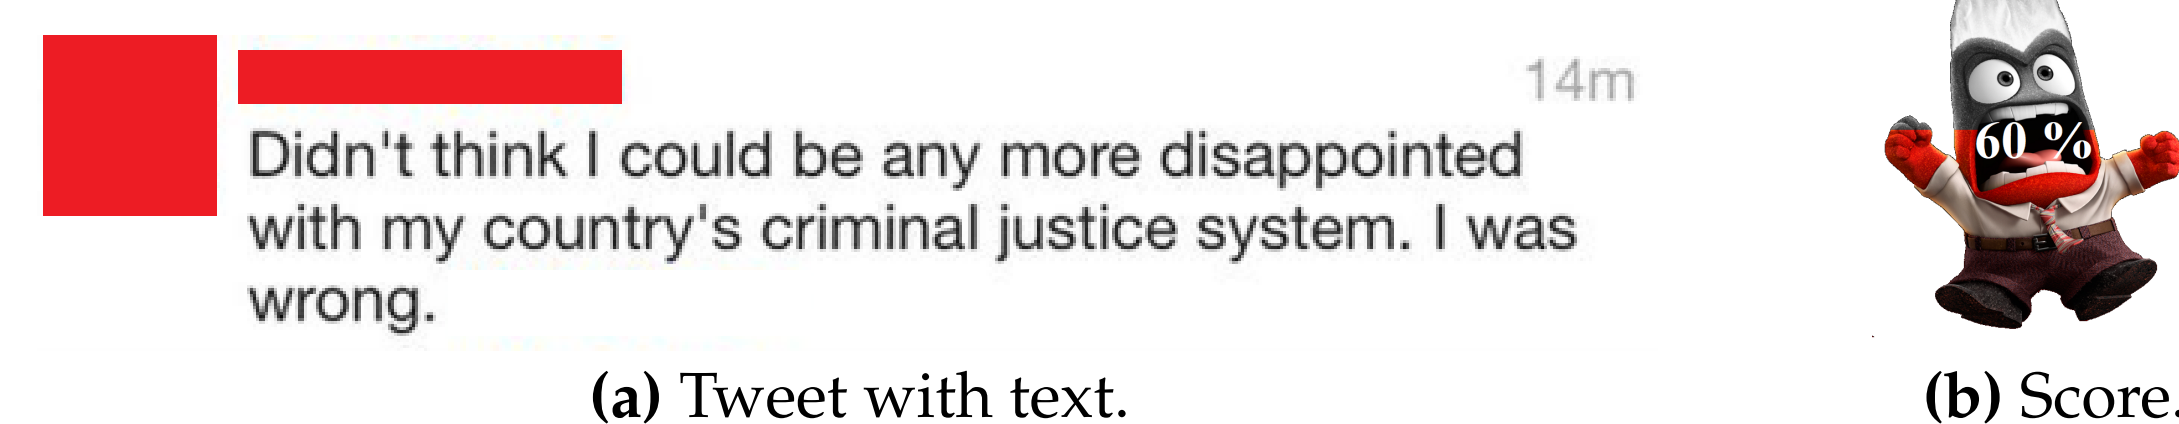 14m
Didn't think I could be any more disappointed
with my country's criminal justice system. I was
wrong.
60 %
(a) Tweet with text.
(b) Score.